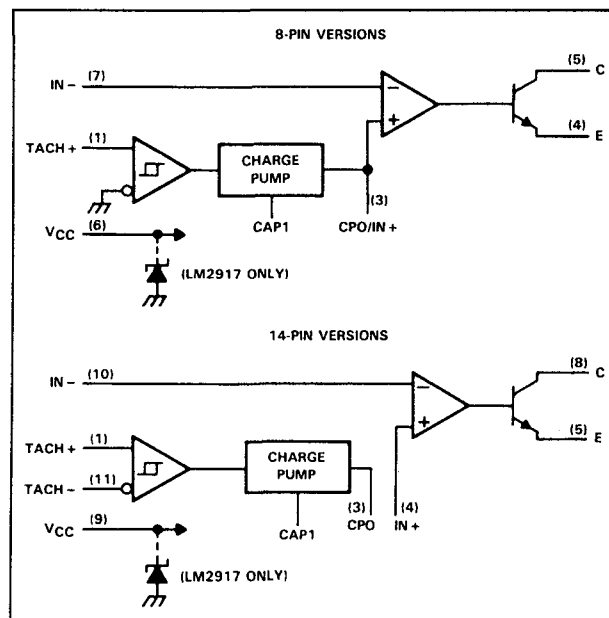 8-PIN VERSIONS
IN− (7)
(5) C
(4) E
TACH+ (1)
CHARGE PUMP
(3)
CAP1
CPO/IN+
VCC (6)
(LM2917 ONLY)
14-PIN VERSIONS
IN− (10)
(8) C
(5) E
TACH+ (1)
TACH− (11)
CHARGE PUMP
(3) CPO
(4) IN+
CAP1
VCC (9)
(LM2917 ONLY)